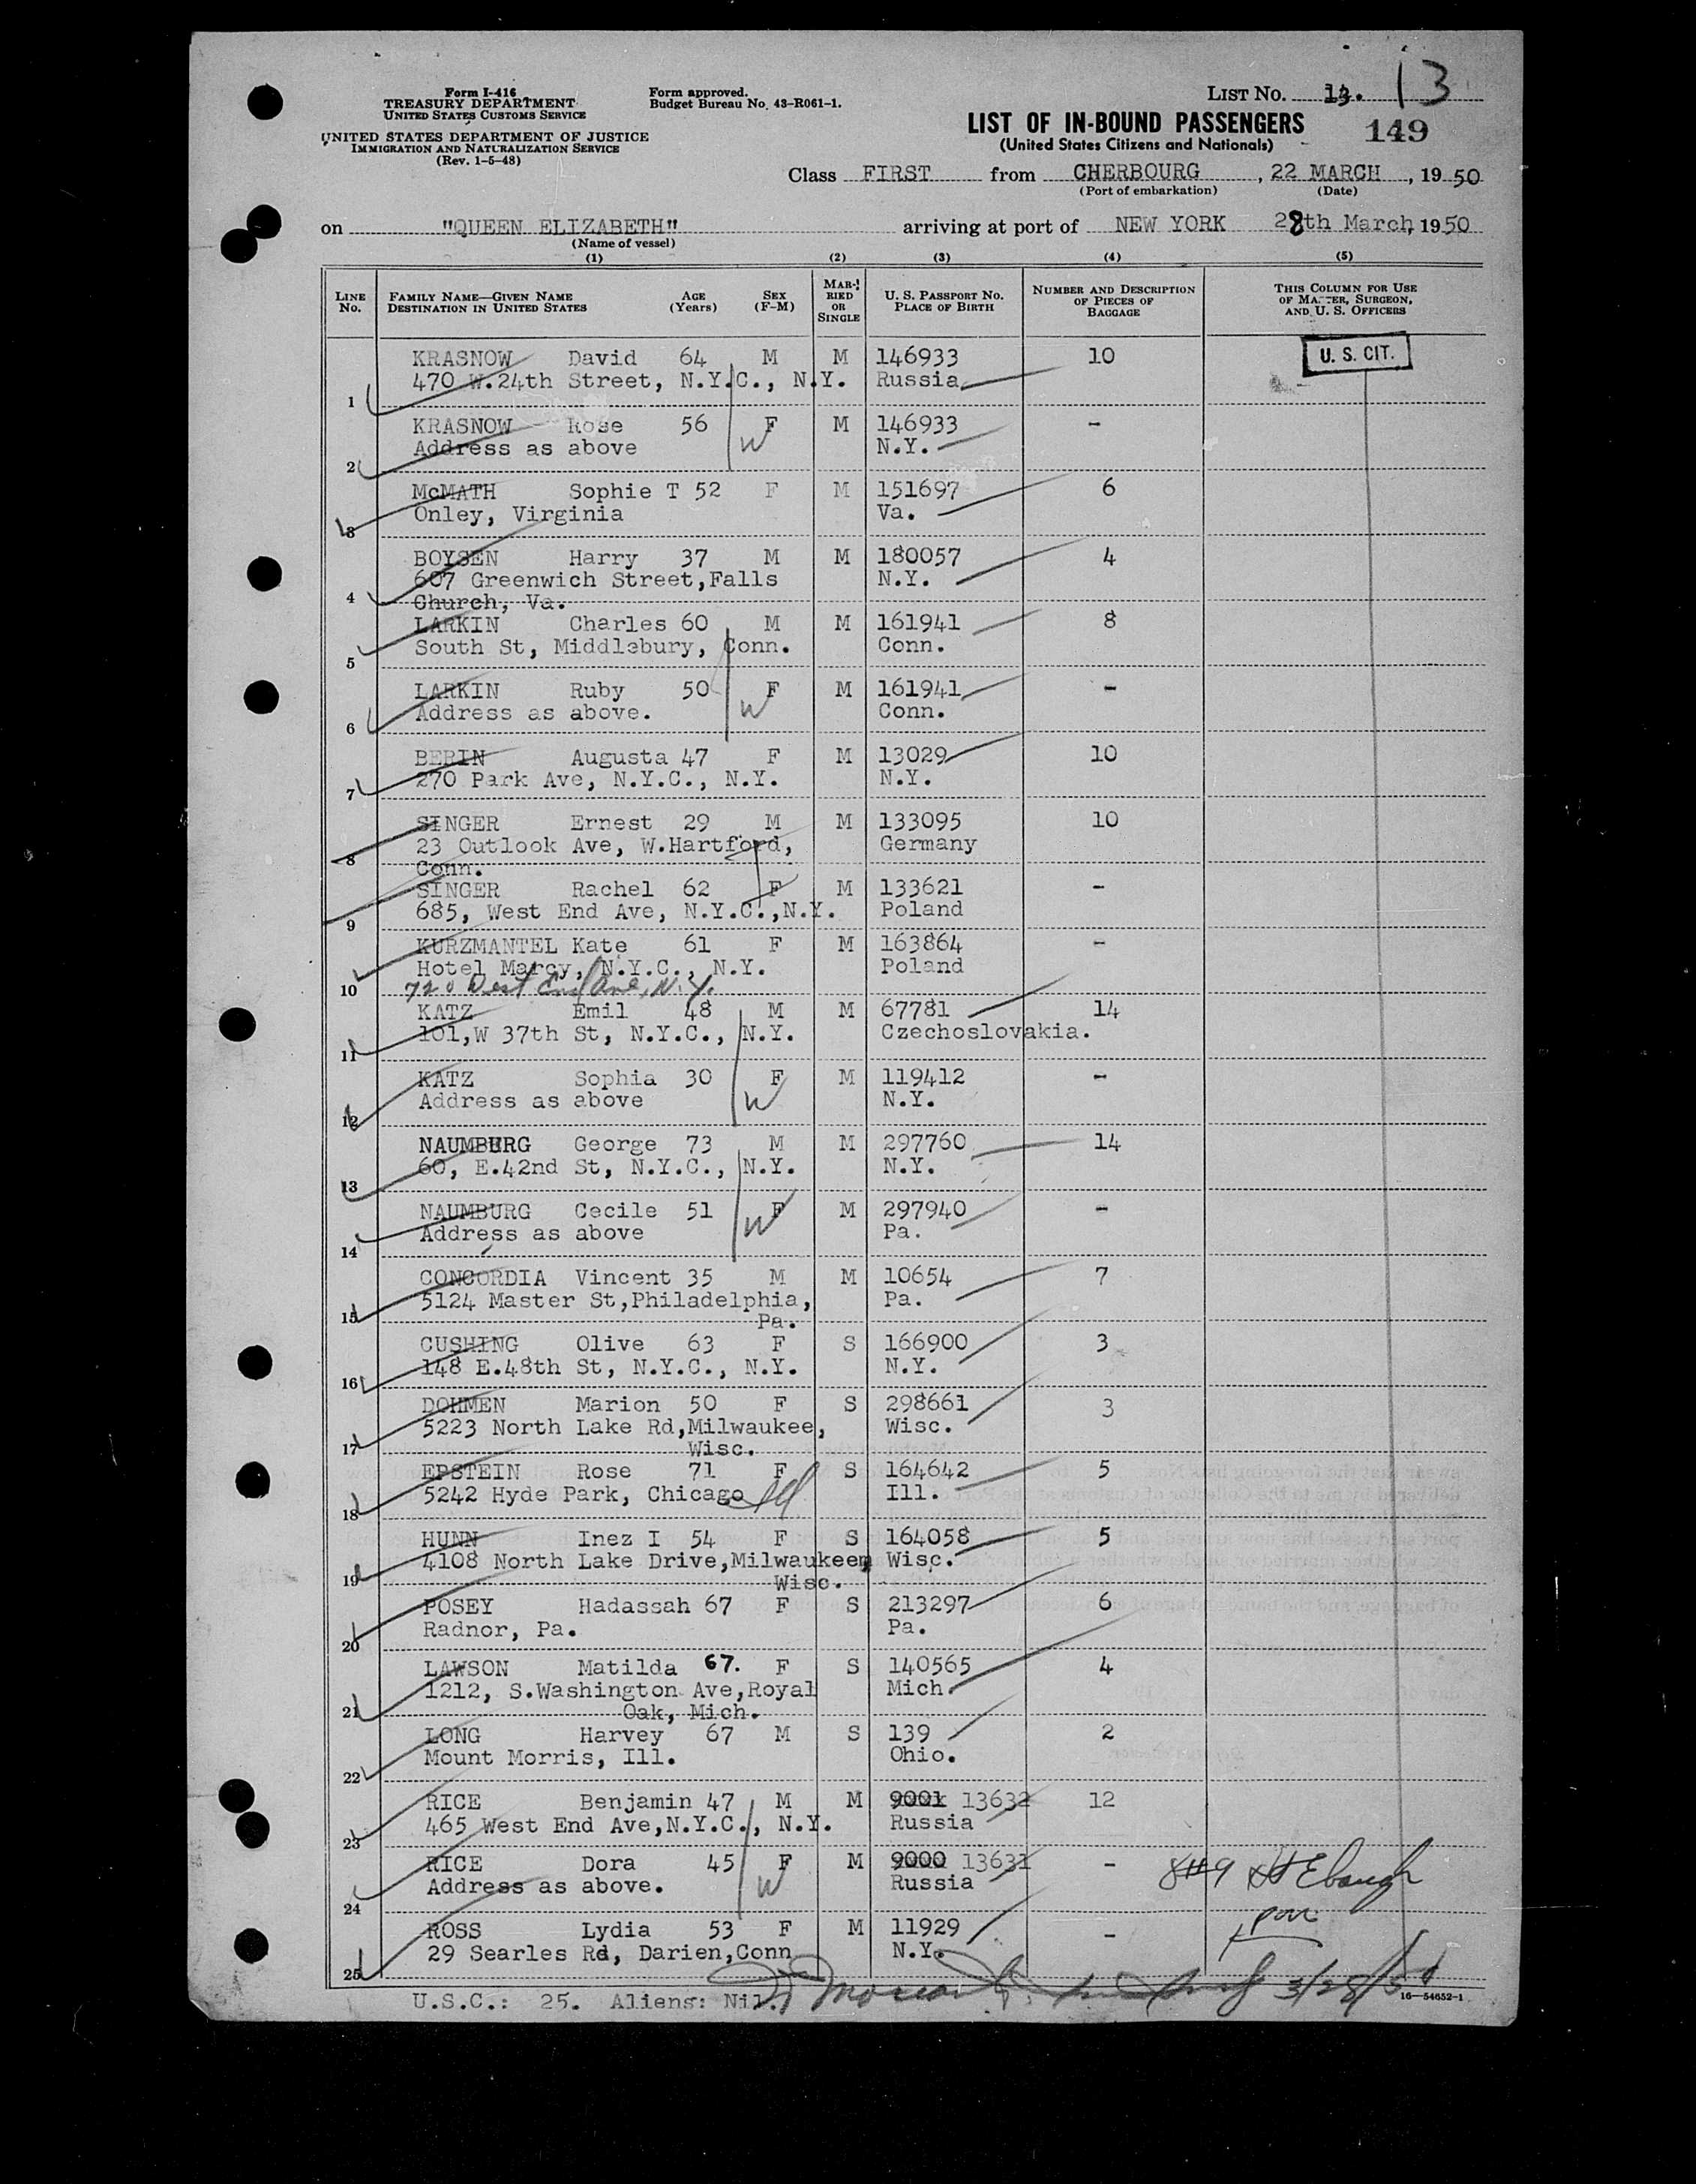 Form I-416
TREASURY DEPARTMENT
UNITED STATES CUSTOMS SERVICE
UNITED STATES DEPARTMENT OF JUSTICE
IMMIGRATION AND NATURALIZATION SERVICE
(Rev. 1-5-48)
Form approved.
Budget Bureau No. 43-R061-1.
LIST NO. 13. 13
LIST OF IN-BOUND PASSENGERS
(United States Citizens and Nationals)
149
Class FIRST from CHERBOURG, 22 MARCH, 1950
(Port of embarkation) (Date)
on "QUEEN ELIZABETH" arriving at port of NEW YORK 28th March, 1950
(Name of vessel)
(1) (2) (3) (4) (5)
LINE NO. FAMILY NAME—GIVEN NAME DESTINATION IN UNITED STATES AGE (Years) SEX (F-M) MARRIED OR SINGLE U. S. PASSPORT NO. PLACE OF BIRTH NUMBER AND DESCRIPTION OF PIECES OF BAGGAGE THIS COLUMN FOR USE OF MASTER, SURGEON, AND U. S. OFFICERS
KRASNOW David 64 M M 146933 10 U. S. CIT.
1 470 W.24th Street, N.Y.C., N.Y. Russia
KRASNOW Rose 56 F M 146933 -
2 Address as above W N.Y.
McMATH Sophie T 52 F M 151697 6
3 Onley, Virginia Va.
BOYSEN Harry 37 M M 180057 4
607 Greenwich Street,Falls N.Y.
4 Church, Va.
LARKIN Charles 60 M M 161941 8
5 South St, Middlebury, Conn. Conn.
LARKIN Ruby 50 F M 161941 -
6 Address as above. W Conn.
BERIN Augusta 47 F M 13029 10
7 270 Park Ave, N.Y.C., N.Y. N.Y.
SINGER Ernest 29 M M 133095 10
23 Outlook Ave, W.Hartford, Germany
8 Conn.
SINGER Rachel 62 F M 133621 -
9 685, West End Ave, N.Y.C.,N.Y. Poland
KURZMANTEL Kate 61 F M 163864 -
Hotel Marcy, N.Y.C., N.Y. Poland
10 720 West End Ave, N.Y.
KATZ Emil 48 M M 67781 14
11 101,W 37th St, N.Y.C., N.Y. Czechoslovakia.
KATZ Sophia 30 F M 119412 -
12 Address as above W N.Y.
NAUMBURG George 73 M M 297760 14
13 60, E.42nd St, N.Y.C., N.Y. N.Y.
NAUMBURG Cecile 51 F M 297940 -
14 Address as above W Pa.
CONCORDIA Vincent 35 M M 10654 7
5124 Master St,Philadelphia, Pa.
15 Pa.
CUSHING Olive 63 F S 166900 3
16 148 E.48th St, N.Y.C., N.Y. N.Y.
DOHMEN Marion 50 F S 298661 3
5223 North Lake Rd,Milwaukee, Wisc.
17 Wisc.
EPSTEIN Rose 71 F S 164642 5
18 5242 Hyde Park, Chicago Ill Ill.
HUNN Inez I 54 F S 164058 5
4108 North Lake Drive,Milwaukee, Wisc.
19 Wisc.
POSEY Hadassah 67 F S 213297 6
20 Radnor, Pa. Pa.
LAWSON Matilda 67. F S 140565 4
1212, S.Washington Ave,Royal Mich.
21 Oak, Mich.
LONG Harvey 67 M S 139 2
22 Mount Morris, Ill. Ohio.
RICE Benjamin 47 M M 9001 13632 12
23 465 West End Ave,N.Y.C., N.Y. Russia
RICE Dora 45 F M 9000 13631 -
24 Address as above. W Russia
ROSS Lydia 53 F M 11929 -
25 29 Searles Rd, Darien,Conn N.Y.
U.S.C.: 25. Aliens: Nil. 3/28/50
16—54652-1